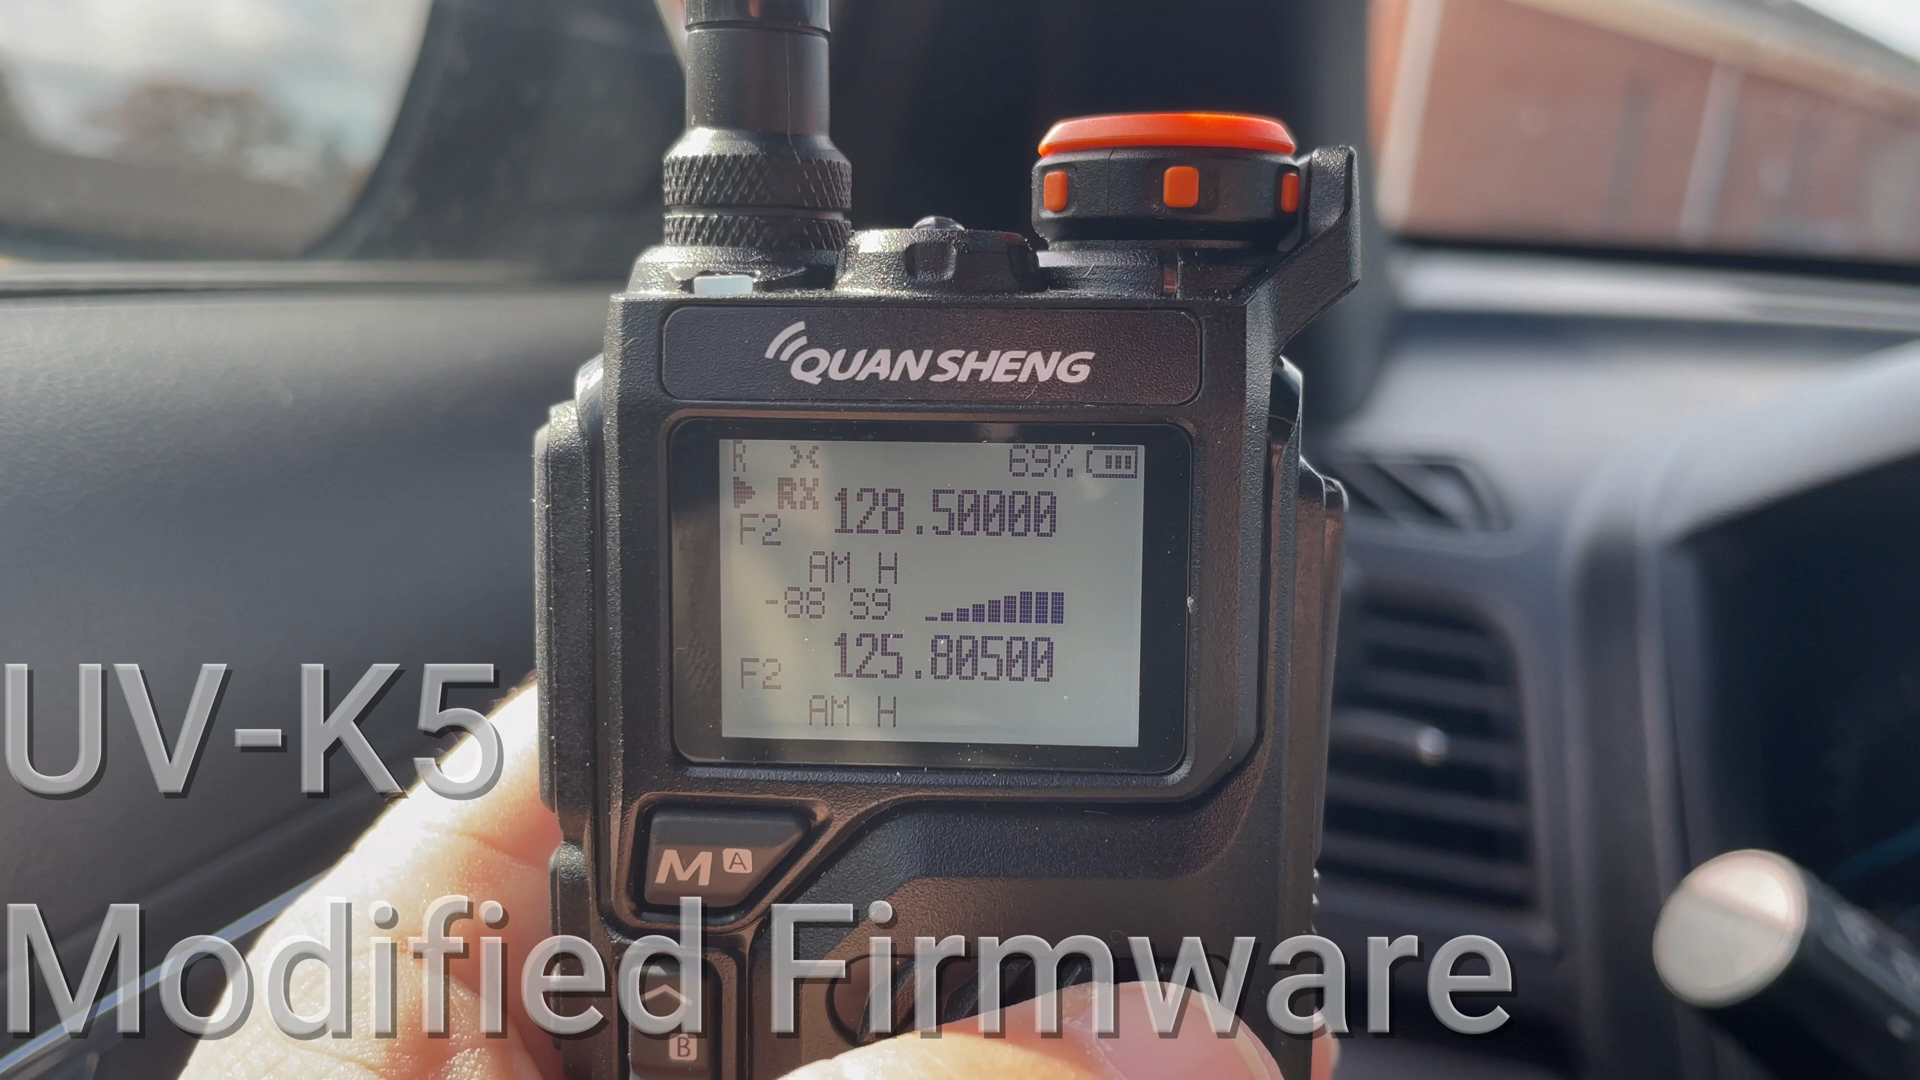 QUANSHENG
R 69%
RX 128.50000
F2
AM H
-88 S9
125.80500
F2
AM H
UV-K5
M A
Modified Firmware
B